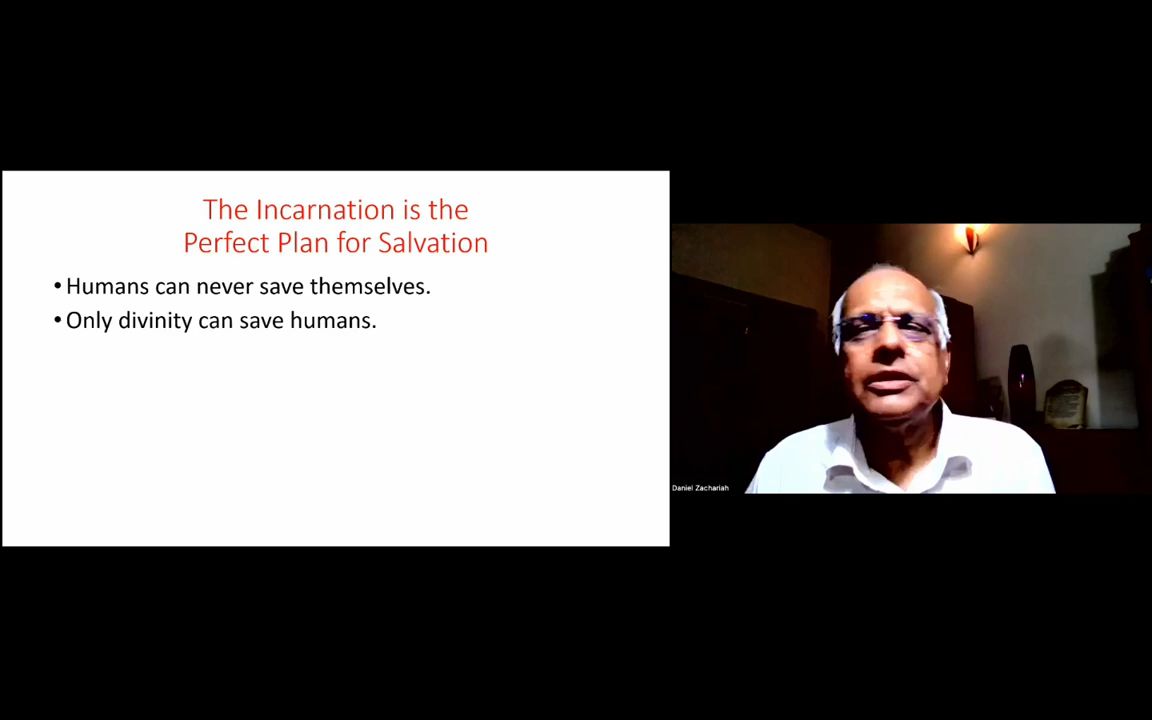 The Incarnation is the
Perfect Plan for Salvation
• Humans can never save themselves.
• Only divinity can save humans.
Daniel Zachariah